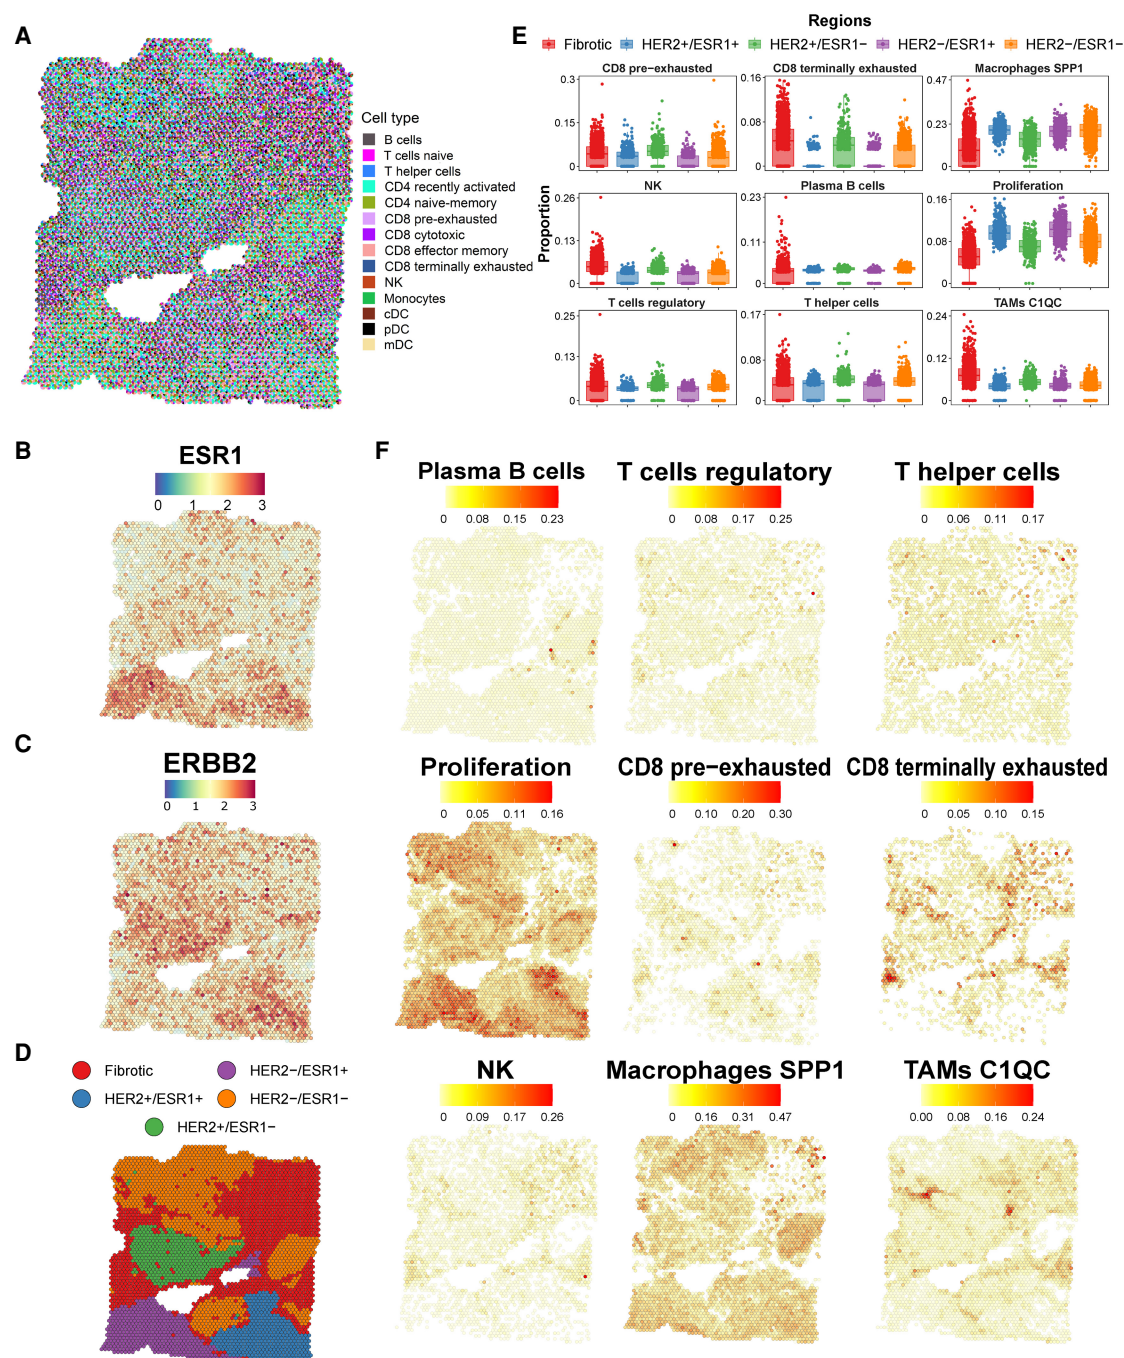 A
Cell type
B cells
T cells naive
T helper cells
CD4 recently activated
CD4 naive-memory
CD8 pre-exhausted
CD8 cytotoxic
CD8 effector memory
CD8 terminally exhausted
NK
Monocytes
cDC
pDC
mDC
B
ESR1
0 1 2 3
C
ERBB2
0 1 2 3
D
Fibrotic
HER2−/ESR1+
HER2+/ESR1+
HER2−/ESR1−
HER2+/ESR1−
E
Regions
Fibrotic HER2+/ESR1+ HER2+/ESR1− HER2−/ESR1+ HER2−/ESR1−
Proportion
CD8 pre−exhausted
0.3
0.15
0
CD8 terminally exhausted
0.16
0.08
0
Macrophages SPP1
0.47
0.23
0
NK
0.26
0.13
0
Plasma B cells
0.23
0.11
0
Proliferation
0.16
0.08
0
T cells regulatory
0.25
0.13
0
T helper cells
0.17
0.08
0
TAMs C1QC
0.24
0.12
0
F
Plasma B cells
0 0.08 0.15 0.23
T cells regulatory
0 0.08 0.17 0.25
T helper cells
0 0.06 0.11 0.17
Proliferation
0 0.05 0.11 0.16
CD8 pre−exhausted
0 0.10 0.20 0.30
CD8 terminally exhausted
0 0.05 0.10 0.15
NK
0 0.09 0.17 0.26
Macrophages SPP1
0 0.16 0.31 0.47
TAMs C1QC
0.00 0.08 0.16 0.24